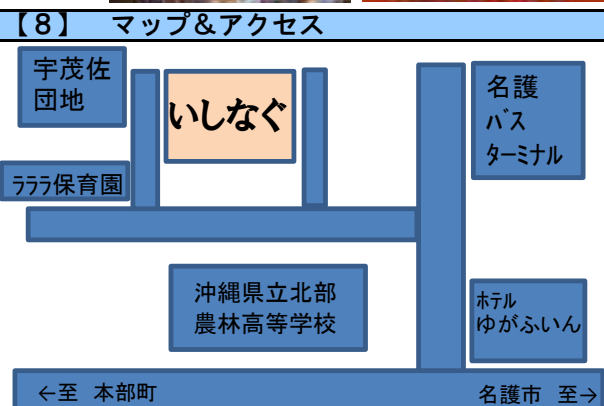 【８】　マップ＆アクセス
宇茂佐
団地
いしなぐ
名護
バス
ﾀｰﾐﾅﾙ
ﾗﾗﾗ保育園
沖縄県立北部
農林高等学校
ﾎﾃﾙ
ゆがふいん
←至　本部町
名護市　至→